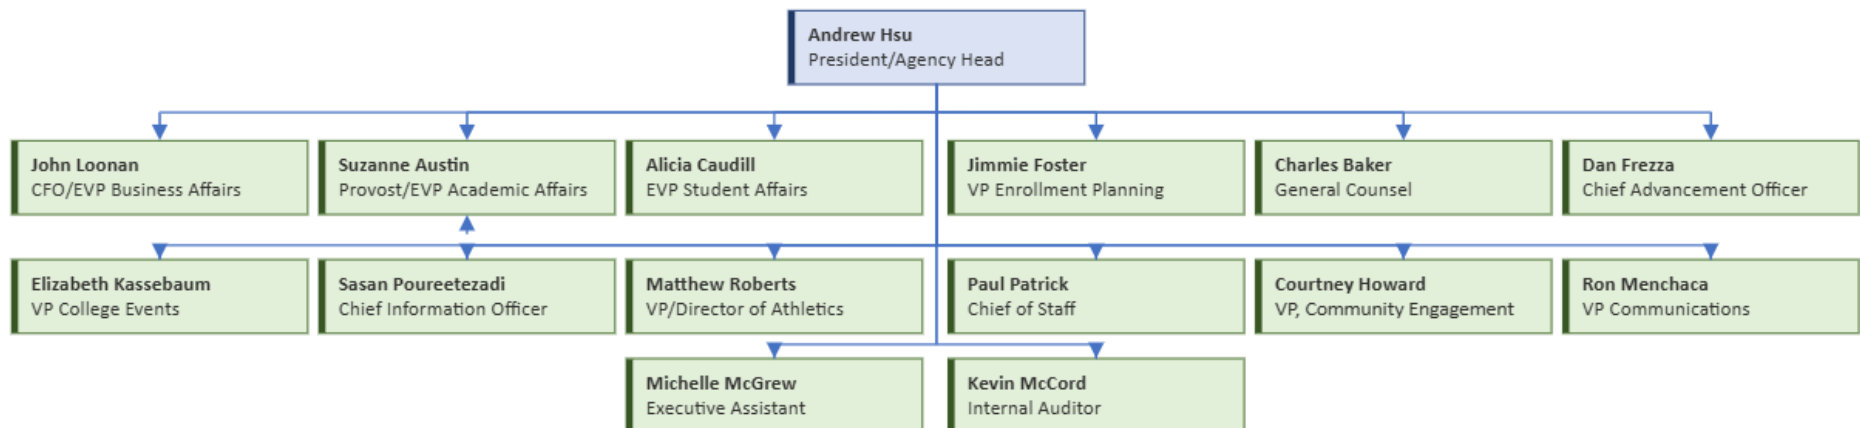 Andrew Hsu
President/Agency Head
John Loonan
CFO/EVP Business Affairs
Suzanne Austin
Provost/EVP Academic Affairs
Alicia Caudill
EVP Student Affairs
Jimmie Foster
VP Enrollment Planning
Charles Baker
General Counsel
Dan Frezza
Chief Advancement Officer
Elizabeth Kassebaum
VP College Events
Sasan Poureetezadi
Chief Information Officer
Matthew Roberts
VP/Director of Athletics
Paul Patrick
Chief of Staff
Courtney Howard
VP, Community Engagement
Ron Menchaca
VP Communications
Michelle McGrew
Executive Assistant
Kevin McCord
Internal Auditor